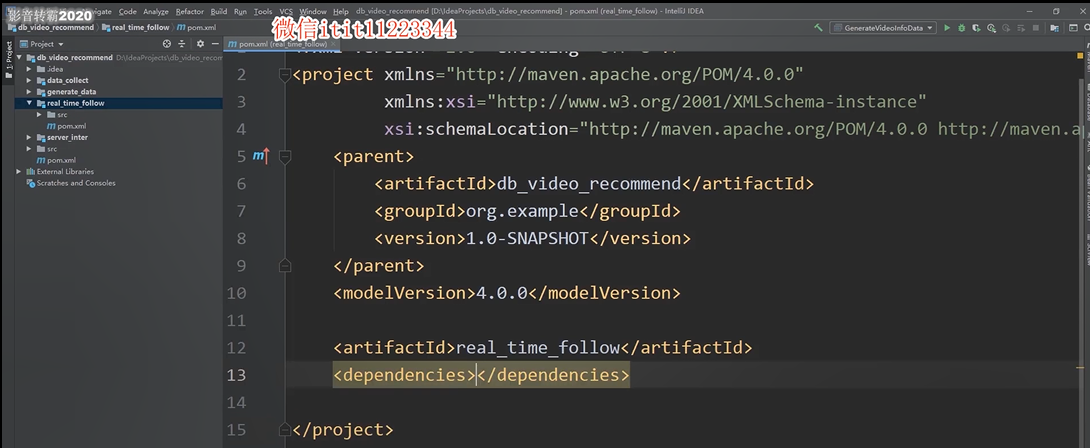 影音转霸2020
微信itit11223344
View Navigate Code Analyze Refactor Build Run Tools VCS Window Help db_video_recommend [D:\IdeaProjects\db_video_recommend] - pom.xml (real_time_follow) - IntelliJ IDEA
db_video_recommend real_time_follow pom.xml GenerateVideoInfoData
1: Project
Project
pom.xml (real_time_follow)
db_video_recommend D:\IdeaProjects\db_video_reco
.idea
data_collect
generate_data
real_time_follow
src
pom.xml
server_inter
src
pom.xml
External Libraries
Scratches and Consoles
2 <project xmlns="http://maven.apache.org/POM/4.0.0"
3 xmlns:xsi="http://www.w3.org/2001/XMLSchema-instance"
4 xsi:schemaLocation="http://maven.apache.org/POM/4.0.0 http://maven.a
5 <parent>
6 <artifactId>db_video_recommend</artifactId>
7 <groupId>org.example</groupId>
8 <version>1.0-SNAPSHOT</version>
9 </parent>
10 <modelVersion>4.0.0</modelVersion>
11
12 <artifactId>real_time_follow</artifactId>
13 <dependencies></dependencies>
14
15 </project>